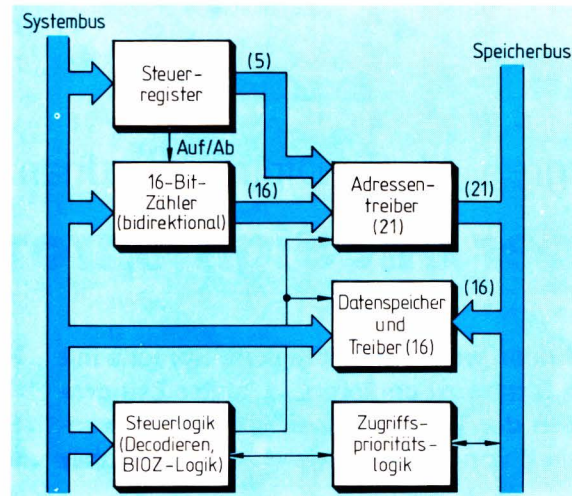 Systembus
Speicherbus
Steuer-
register
(5)
Auf/Ab
16-Bit-
Zähler
(bidirektional)
(16)
Adressen-
treiber
(21)
(21)
Datenspeicher
und
Treiber (16)
(16)
Steuerlogik
(Decodieren,
BIOZ-Logik)
Zugriffs-
prioritäts-
logik